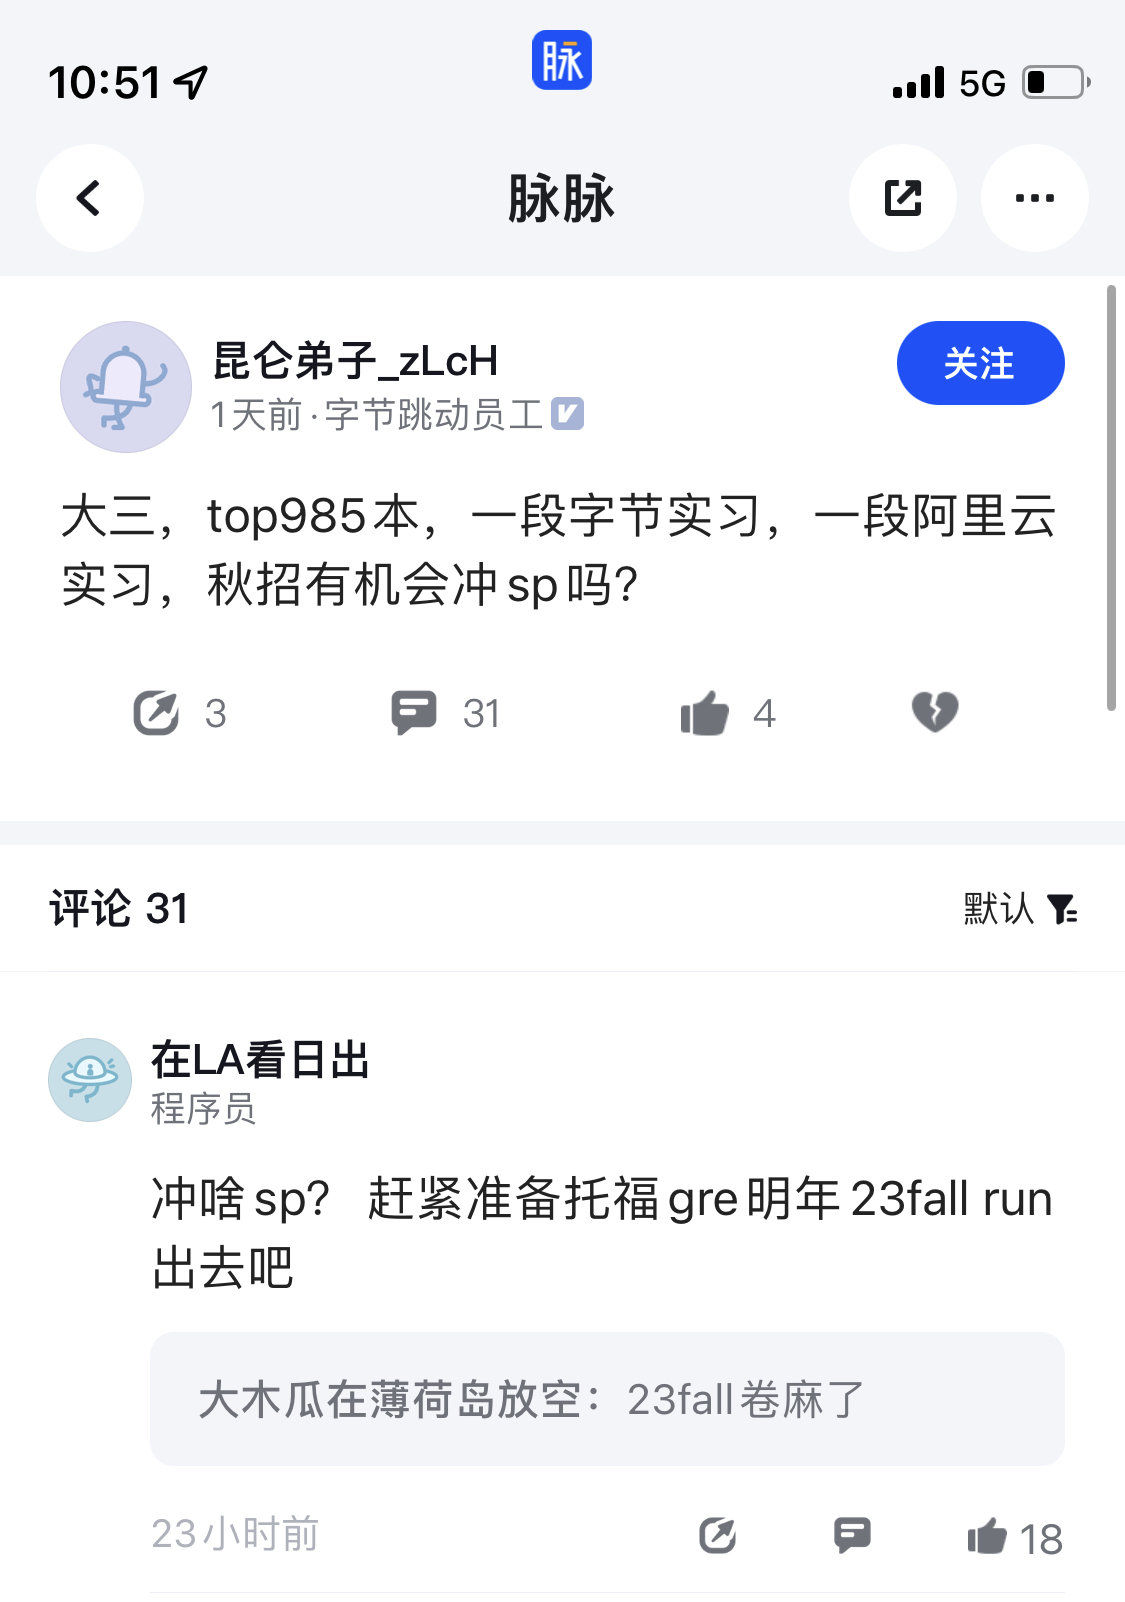 10:51
脉
5G
脉脉
昆仑弟子_zLcH
关注
1天前·字节跳动员工
大三，top985本，一段字节实习，一段阿里云
实习，秋招有机会冲sp吗？
3 31 4
评论 31
默认
在LA看日出
程序员
冲啥sp？ 赶紧准备托福gre明年23fall run
出去吧
大木瓜在薄荷岛放空：23fall卷麻了
23小时前
18